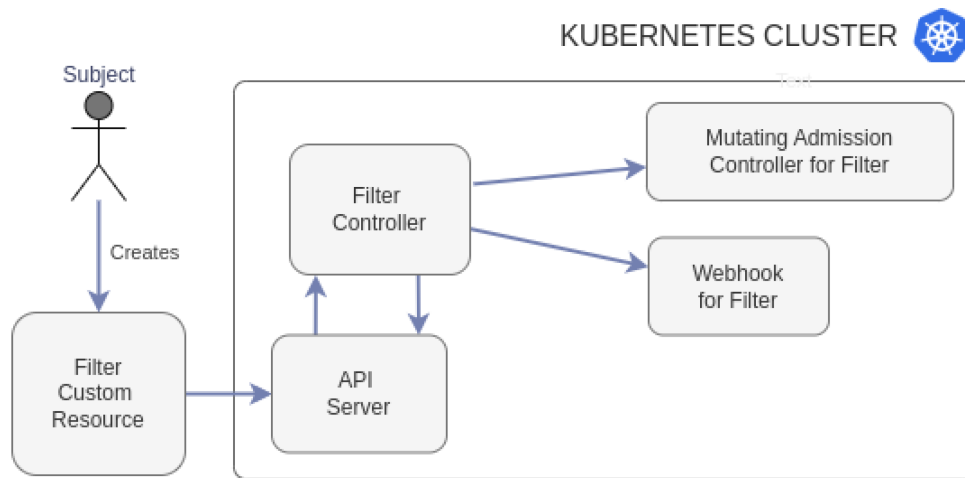 KUBERNETES CLUSTER
Subject
Text
Mutating Admission
Controller for Filter
Filter
Controller
Creates
Webhook
for Filter
Filter
Custom
Resource
API
Server